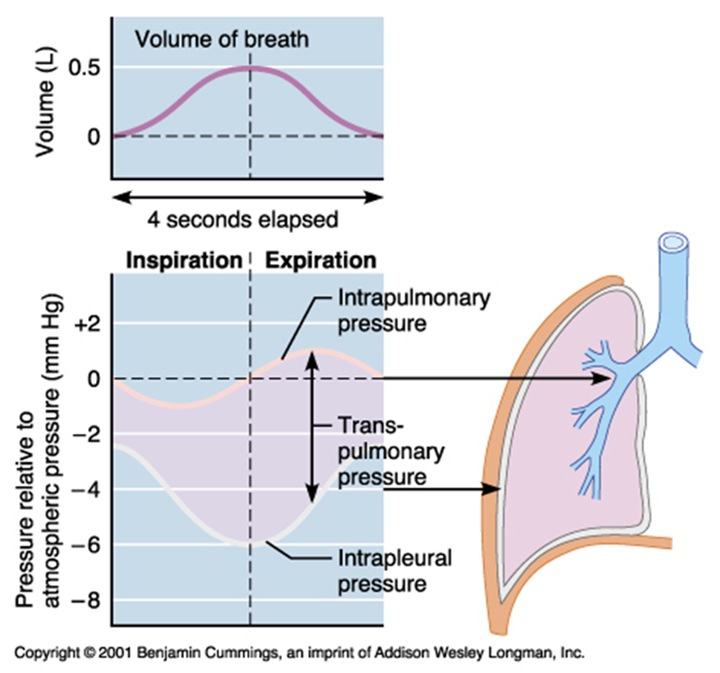 Volume of breath
Volume (L)
0.5
0
4 seconds elapsed
Inspiration
Expiration
Pressure relative to
atmospheric pressure (mm Hg)
+2
0
−2
−4
−6
−8
Intrapulmonary
pressure
Trans-
pulmonary
pressure
Intrapleural
pressure
Copyright © 2001 Benjamin Cummings, an imprint of Addison Wesley Longman, Inc.